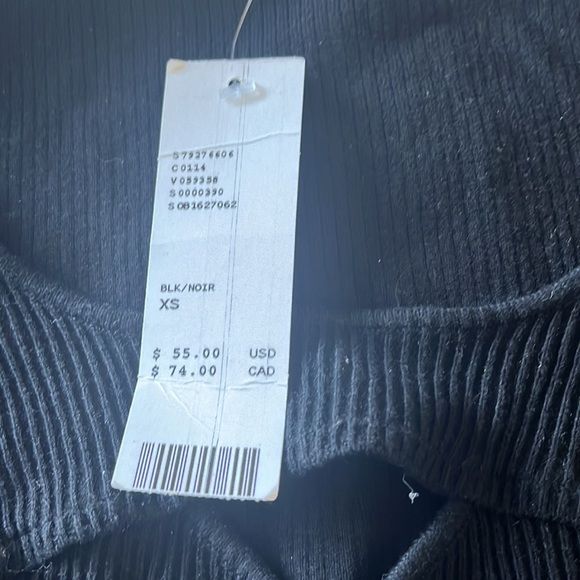 S79276606
C0114
V059358
S0000390
SOB1627062
BLK/NOIR
XS
$ 55.00 USD
$ 74.00 CAD